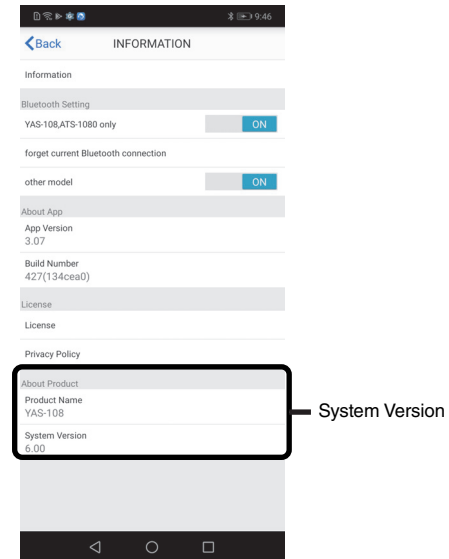 9:46
Back
INFORMATION
Information
Bluetooth Setting
YAS-108,ATS-1080 only
ON
forget current Bluetooth connection
other model
ON
About App
App Version
3.07
Build Number
427(134cea0)
License
License
Privacy Policy
About Product
Product Name
YAS-108
System Version
6.00
System Version